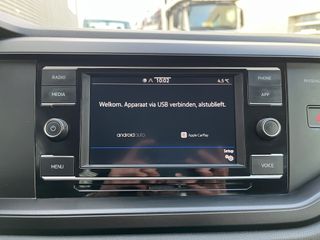 RADIO
MEDIA
MENU
10:02
4.5 °C
Welkom. Apparaat via USB verbinden, alstublieft.
androidauto
Apple CarPlay
Setup
PHONE
APP
VOICE